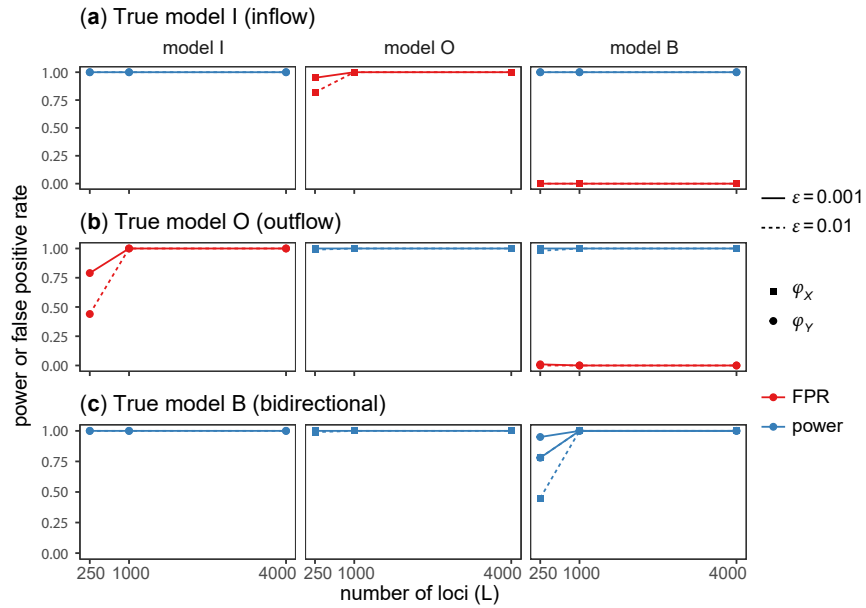 (a) True model I (inflow)
model I
model O
model B
1.00
0.75
0.50
0.25
0.00
(b) True model O (outflow)
1.00
0.75
0.50
0.25
0.00
(c) True model B (bidirectional)
1.00
0.75
0.50
0.25
0.00
250 1000 4000
250 1000 4000
250 1000 4000
number of loci (L)
power or false positive rate
ε = 0.001
ε = 0.01
φX
φY
FPR
power